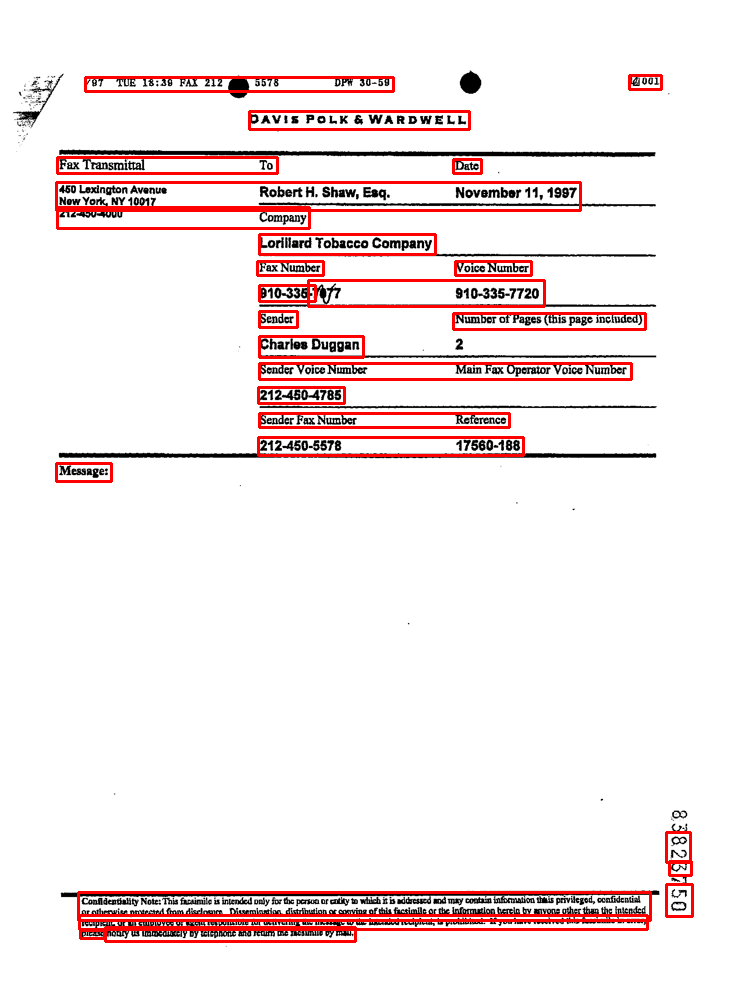 /97 TUE 18:39 FAX 212 5578 DPW 30-59 001
DAVIS POLK & WARDWELL
Fax Transmittal To Date
450 Lexington Avenue
New York, NY 10017
Robert H. Shaw, Esq. November 11, 1997
212-450-4000 Company
Lorillard Tobacco Company
Fax Number Voice Number
910-335- 910-335-7720
Sender Number of Pages (this page included)
Charles Duggan 2
Sender Voice Number Main Fax Operator Voice Number
212-450-4785
Sender Fax Number Reference
212-450-5578 17560-188
Message:
Confidentiality Note: This facsimile is intended only for the person or entity to which it is addressed and may contain information that is privileged, confidential
or otherwise protected from disclosure. Dissemination, distribution or copying of this facsimile or the information herein by anyone other than the intended
recipient, or an employee or agent responsible for delivering the message to the intended recipient, is prohibited. If you have received this facsimile in error,
please notify us immediately by telephone and return the facsimile by mail.